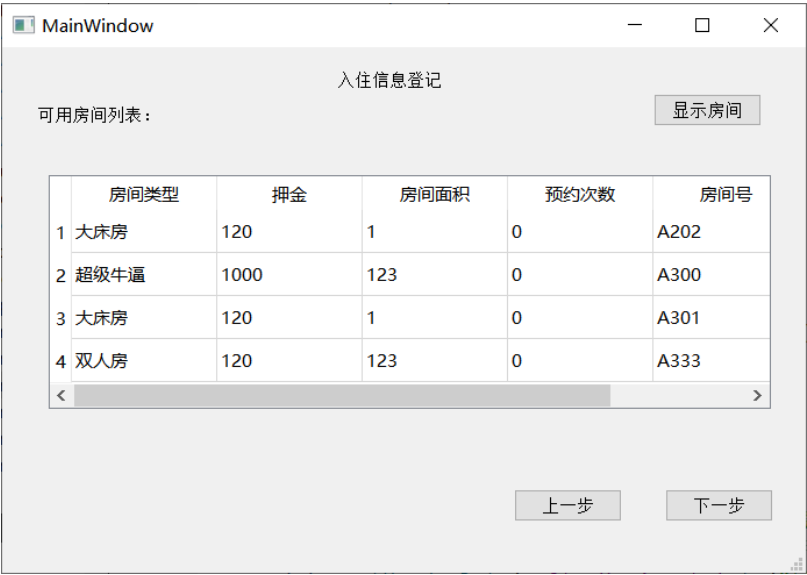 MainWindow
入住信息登记
可用房间列表：
显示房间
房间类型 押金 房间面积 预约次数 房间号
1 大床房 120 1 0 A202
2 超级牛逼 1000 123 0 A300
3 大床房 120 1 0 A301
4 双人房 120 123 0 A333
上一步 下一步